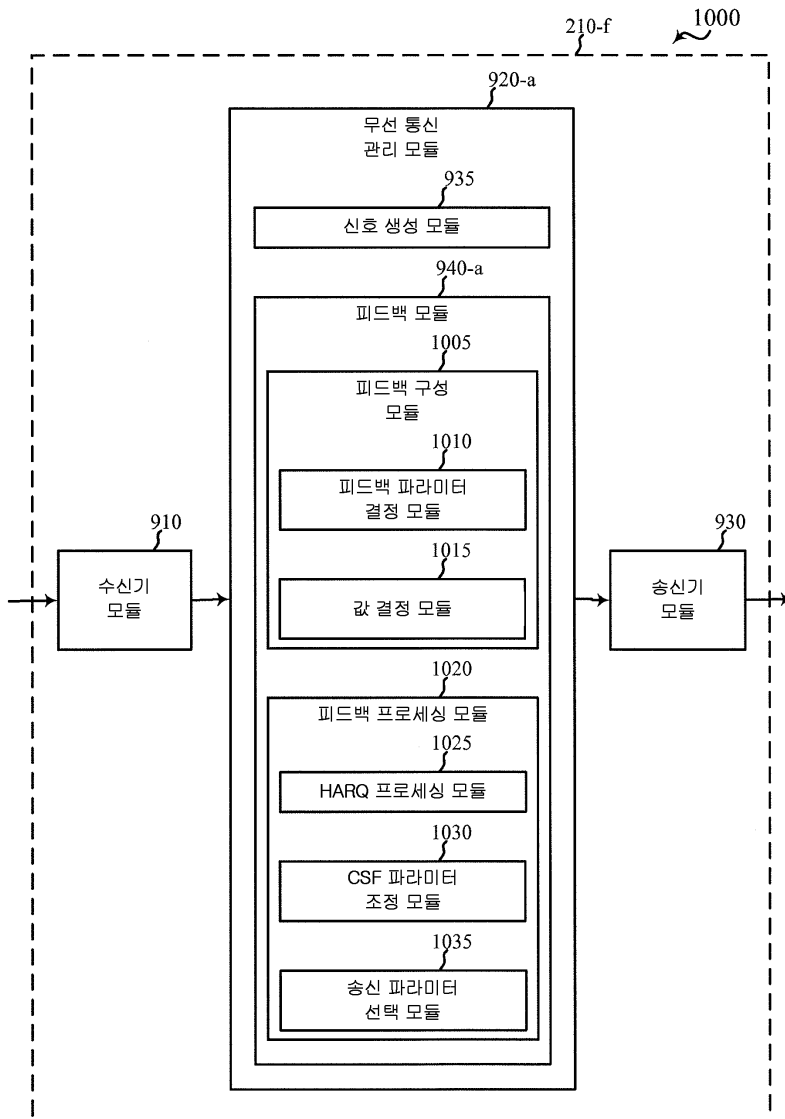 1000
210-f
920-a
무선 통신
관리 모듈
935
신호 생성 모듈
940-a
피드백 모듈
1005
피드백 구성
모듈
1010
피드백 파라미터
결정 모듈
910
수신기
모듈
1015
값 결정 모듈
930
송신기
모듈
1020
피드백 프로세싱 모듈
1025
HARQ 프로세싱 모듈
1030
CSF 파라미터
조정 모듈
1035
송신 파라미터
선택 모듈